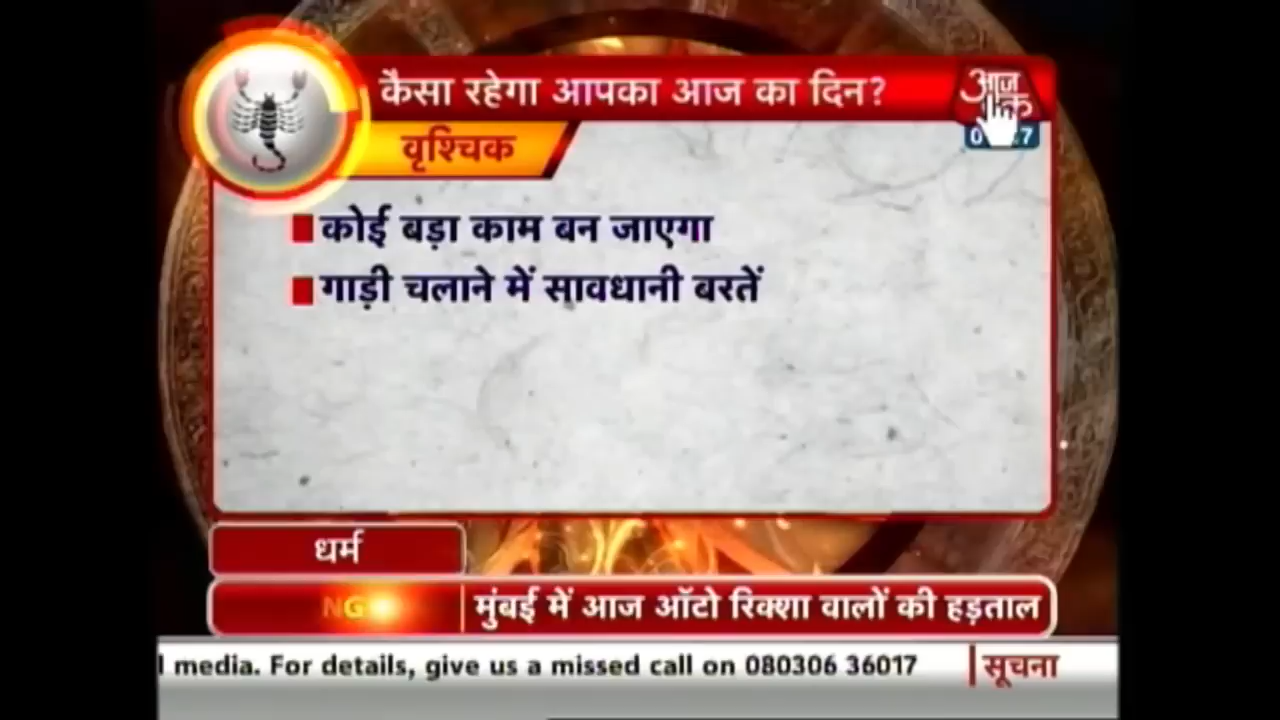 कैसा रहेगा आपका आज का दिन?
आज
तक
वृश्चिक
कोई बड़ा काम बन जाएगा
गाड़ी चलाने में सावधानी बरतें
धर्म
NG
मुंबई में आज ऑटो रिक्शा वालों की हड़ताल
l media. For details, give us a missed call on 080306 36017
सूचना